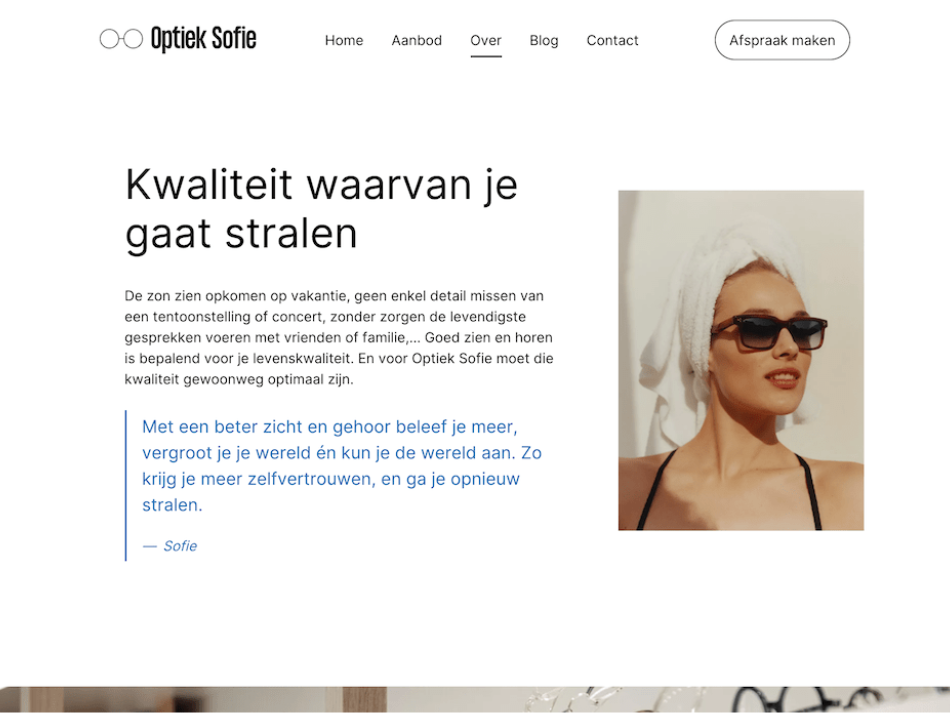 Optiek Sofie
Home Aanbod Over Blog Contact
Afspraak maken
Kwaliteit waarvan je
gaat stralen
De zon zien opkomen op vakantie, geen enkel detail missen van
een tentoonstelling of concert, zonder zorgen de levendigste
gesprekken voeren met vrienden of familie,... Goed zien en horen
is bepalend voor je levenskwaliteit. En voor Optiek Sofie moet die
kwaliteit gewoonweg optimaal zijn.
Met een beter zicht en gehoor beleef je meer,
vergroot je je wereld én kun je de wereld aan. Zo
krijg je meer zelfvertrouwen, en ga je opnieuw
stralen.
— Sofie